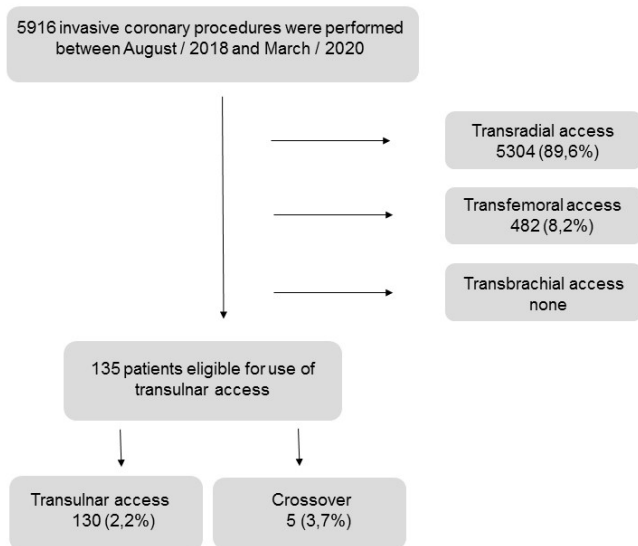 5916 invasive coronary procedures were performed
between August / 2018 and March / 2020
Transradial access
5304 (89,6%)
Transfemoral access
482 (8,2%)
Transbrachial access
none
135 patients eligible for use of
transulnar access
Transulnar access
130 (2,2%)
Crossover
5 (3,7%)